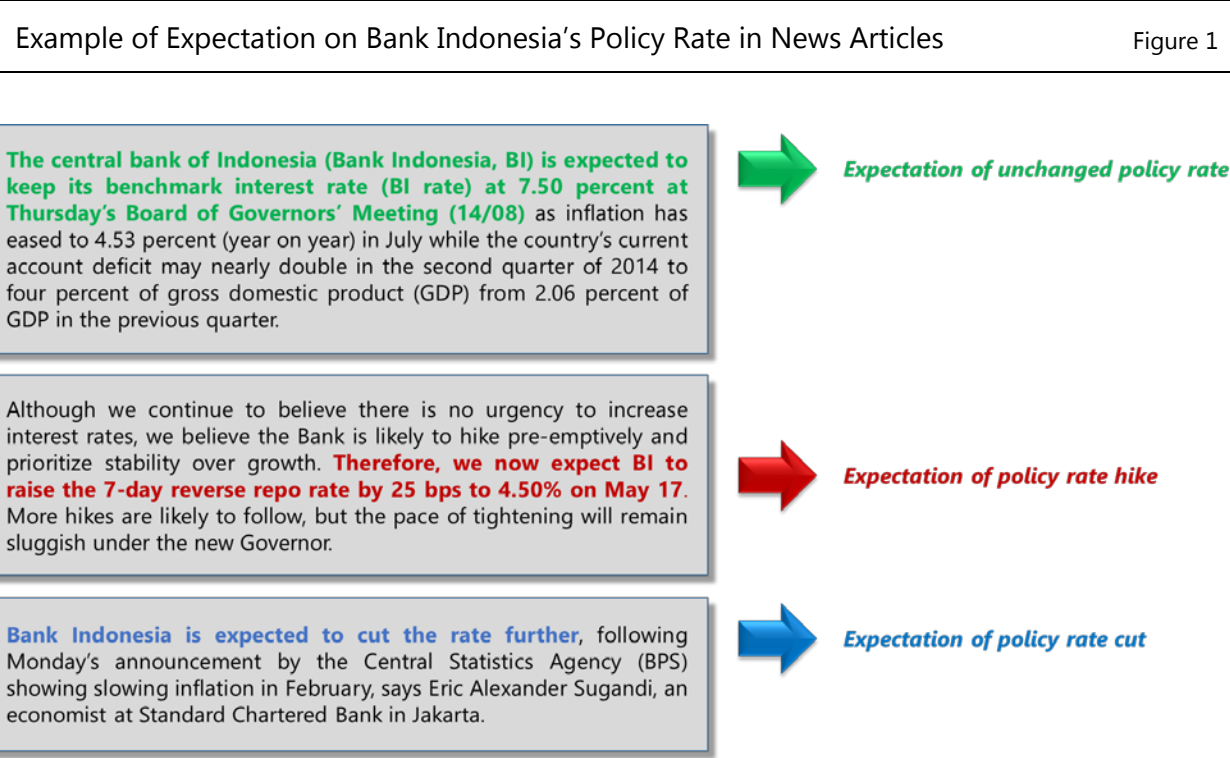 Example of Expectation on Bank Indonesia's Policy Rate in News Articles
Figure 1
The central bank of Indonesia (Bank Indonesia, BI) is expected to
keep its benchmark interest rate (BI rate) at 7.50 percent at
Thursday's Board of Governors' Meeting (14/08) as inflation has
eased to 4.53 percent (year on year) in July while the country's current
account deficit may nearly double in the second quarter of 2014 to
four percent of gross domestic product (GDP) from 2.06 percent of
GDP in the previous quarter.
Expectation of unchanged policy rate
Although we continue to believe there is no urgency to increase
interest rates, we believe the Bank is likely to hike pre-emptively and
prioritize stability over growth. Therefore, we now expect BI to
raise the 7-day reverse repo rate by 25 bps to 4.50% on May 17.
More hikes are likely to follow, but the pace of tightening will remain
sluggish under the new Governor.
Expectation of policy rate hike
Bank Indonesia is expected to cut the rate further, following
Monday's announcement by the Central Statistics Agency (BPS)
showing slowing inflation in February, says Eric Alexander Sugandi, an
economist at Standard Chartered Bank in Jakarta.
Expectation of policy rate cut